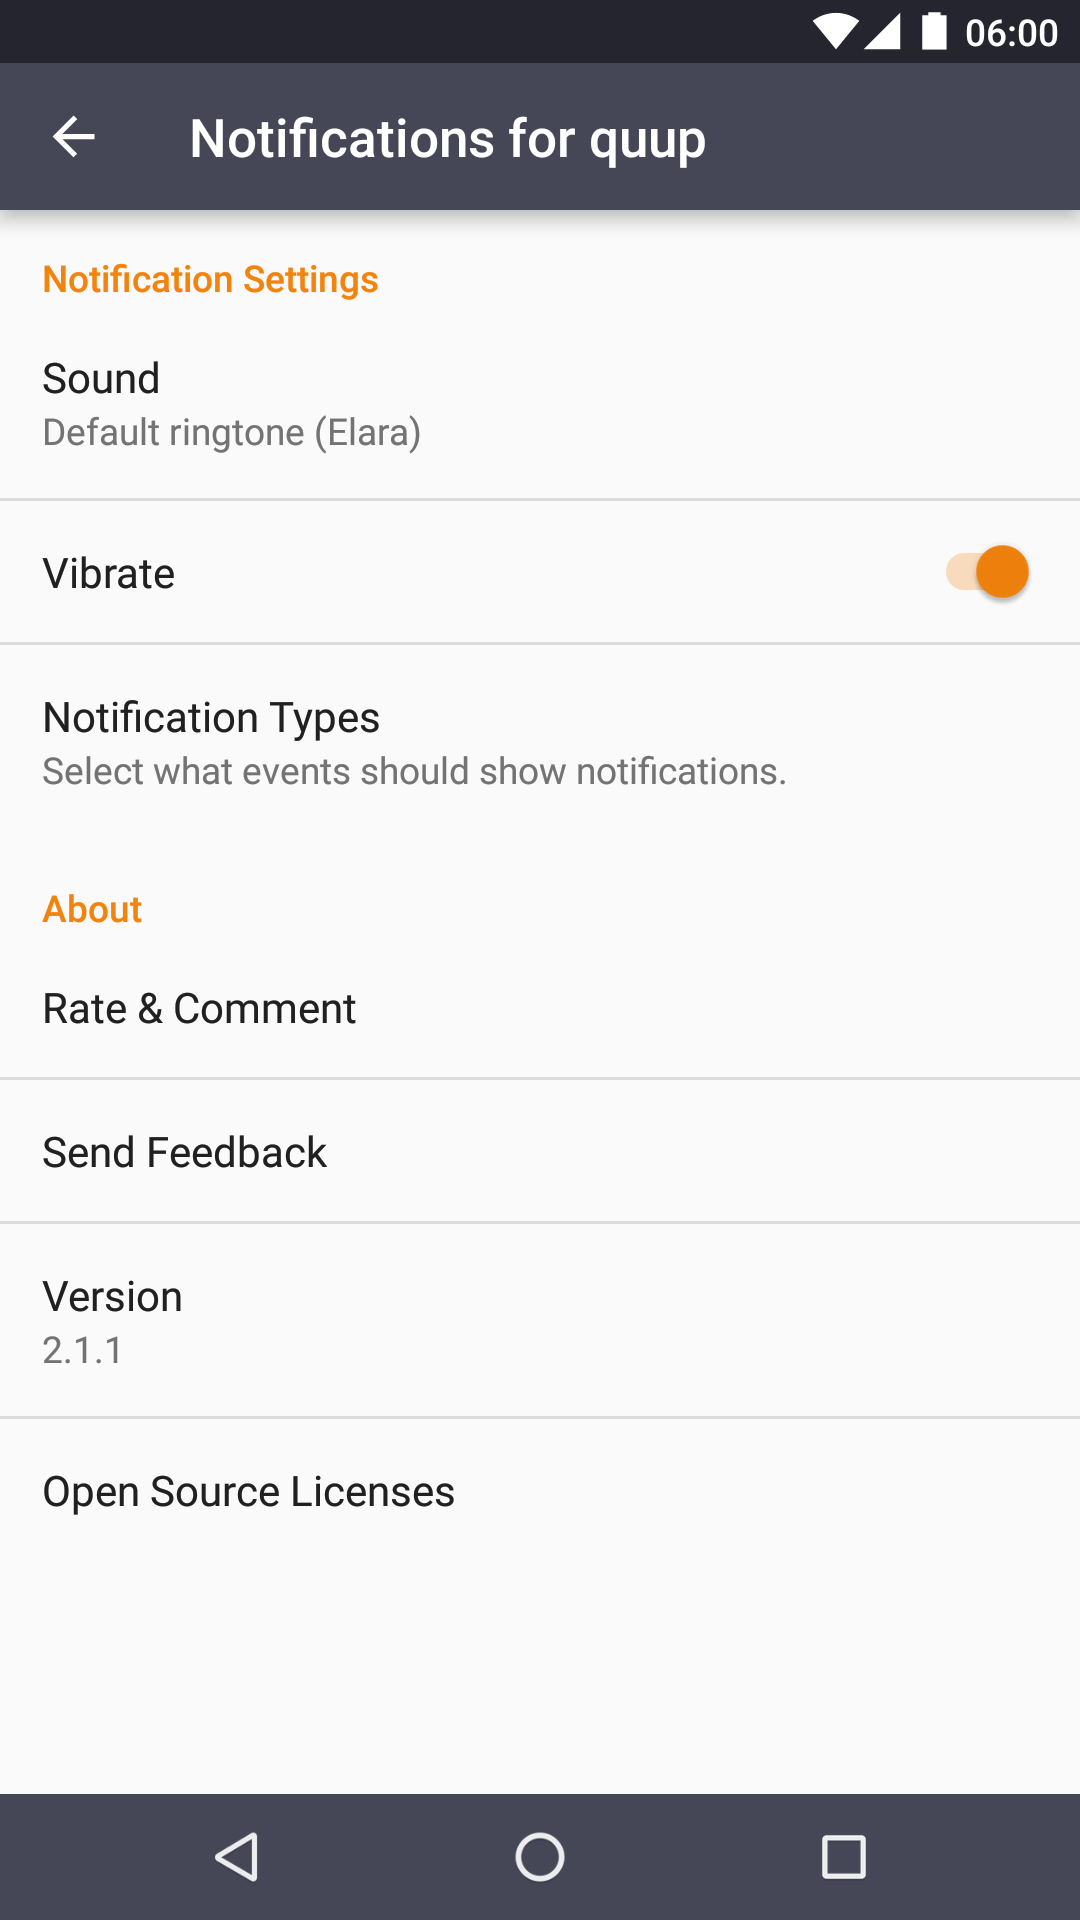 06:00
Notifications for quup
Notification Settings
Sound
Default ringtone (Elara)
Vibrate
Notification Types
Select what events should show notifications.
About
Rate & Comment
Send Feedback
Version
2.1.1
Open Source Licenses